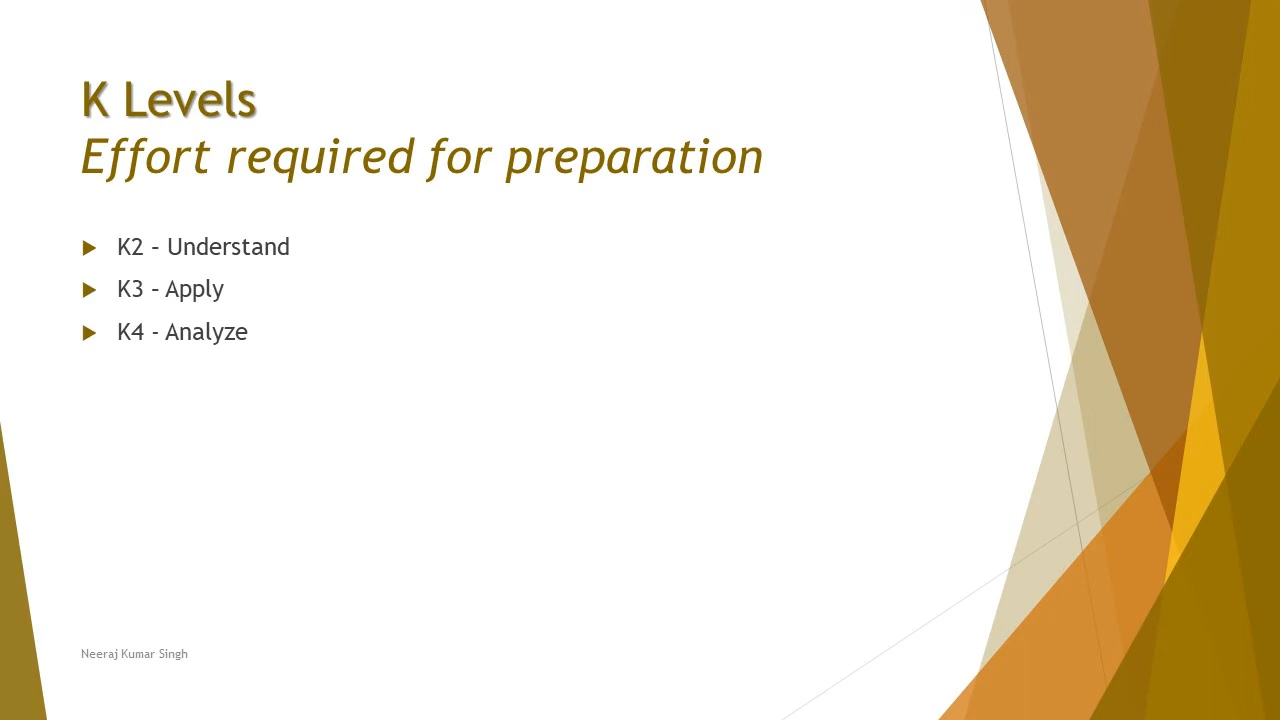 K Levels
Effort required for preparation
K2 – Understand
K3 – Apply
K4 - Analyze
Neeraj Kumar Singh